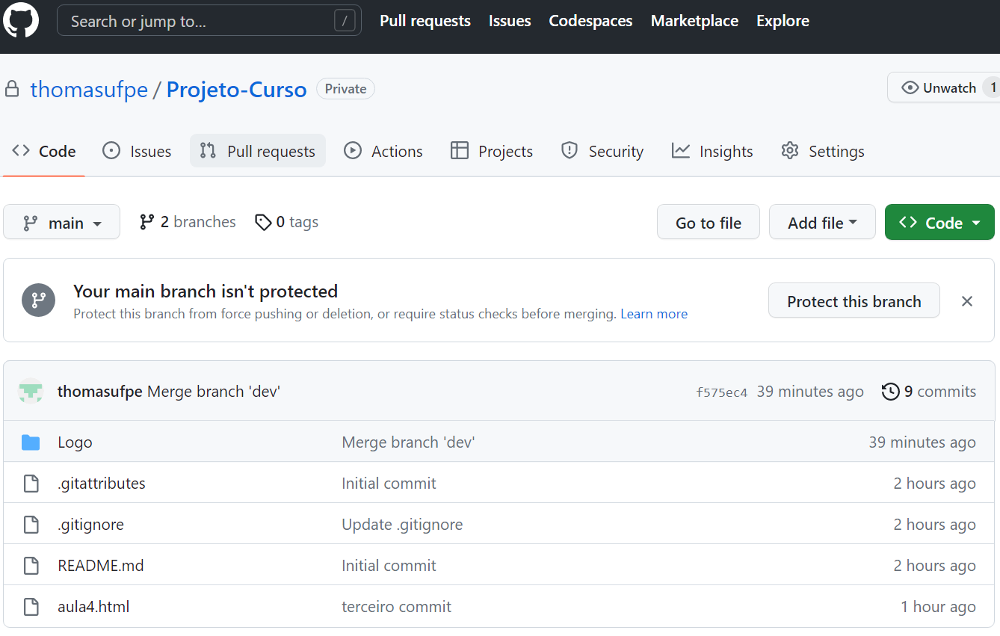 Search or jump to... / Pull requests Issues Codespaces Marketplace Explore
thomasufpe / Projeto-Curso Private Unwatch 1
Code Issues Pull requests Actions Projects Security Insights Settings
main 2 branches 0 tags Go to file Add file Code
Your main branch isn't protected
Protect this branch from force pushing or deletion, or require status checks before merging. Learn more
Protect this branch
thomasufpe Merge branch 'dev' f575ec4 39 minutes ago 9 commits
Logo Merge branch 'dev' 39 minutes ago
.gitattributes Initial commit 2 hours ago
.gitignore Update .gitignore 2 hours ago
README.md Initial commit 2 hours ago
aula4.html terceiro commit 1 hour ago